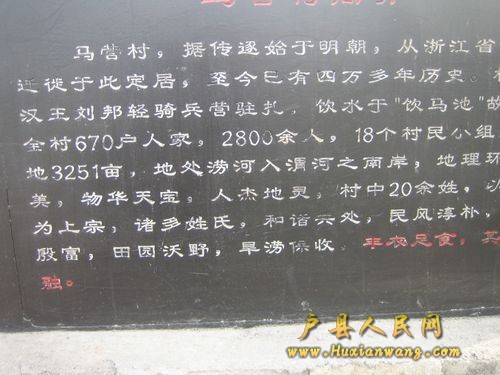 马营村，据传逐始于明朝，从浙江省
迁徙于此定居，至今已有四万多年历史。
汉王刘邦轻骑兵营驻扎，饮水于"饮马池"故
全村670户人家，2800余人，18个村民小组
地3251亩，地处涝河入渭河之南岸，地理环
美，物华天宝，人杰地灵，村中20余姓，
为上宗，诸多姓氏，和谐共处，民风淳朴，
殷富，田园沃野，旱涝保收。丰衣足食，其
融。
户县人民网
www.Huxianwang.com